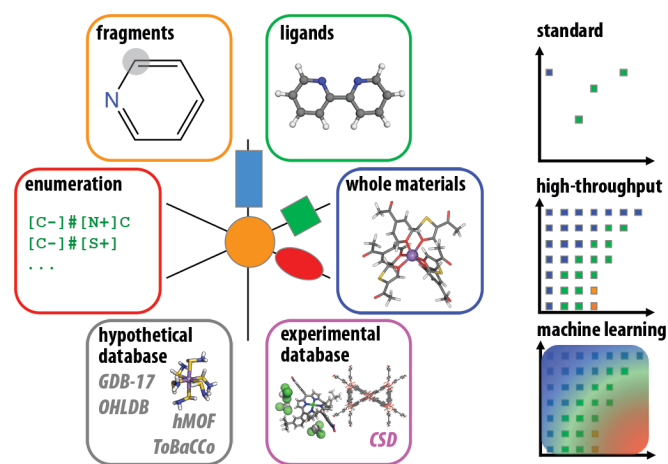 fragments
N
ligands
enumeration
[C-]#[N+]C
[C-]#[S+]
...
whole materials
hypothetical
database
GDB-17
OHLDB
hMOF
ToBaCCo
experimental
database
CSD
standard
high-throughput
machine learning